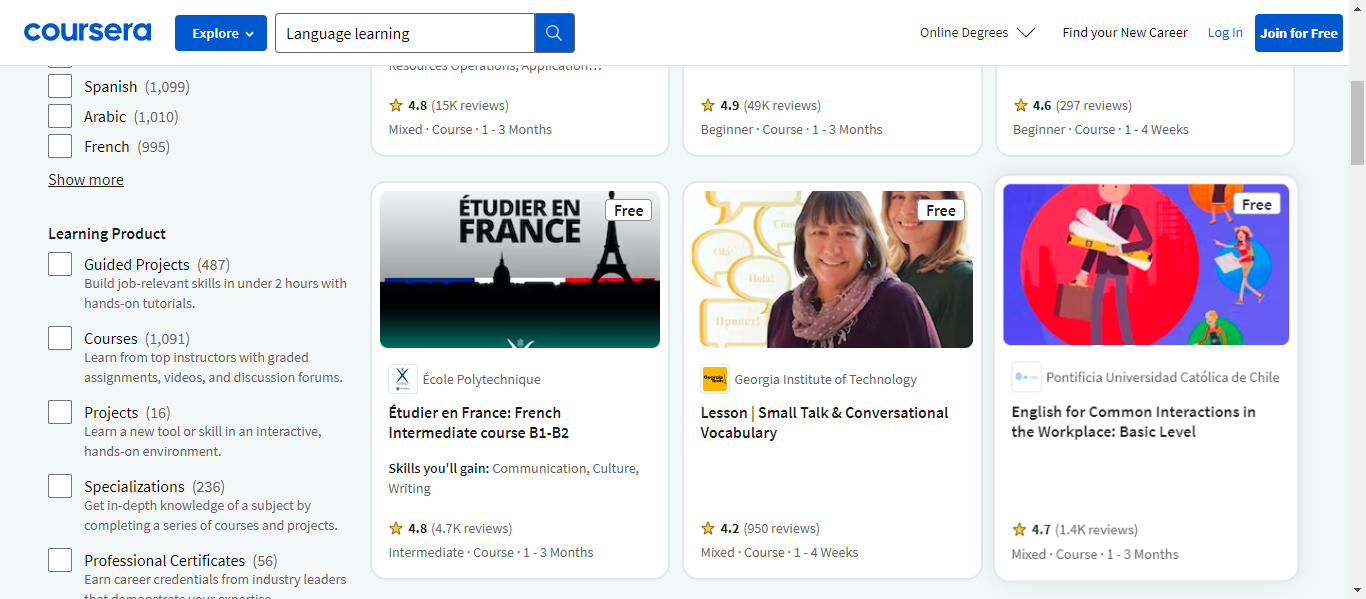 coursera
Explore
Language learning
Online Degrees
Find your New Career
Log In
Join for Free
Spanish (1,099)
Arabic (1,010)
French (995)
Show more
Learning Product
Guided Projects (487)
Build job-relevant skills in under 2 hours with
hands-on tutorials.
Courses (1,091)
Learn from top instructors with graded
assignments, videos, and discussion forums.
Projects (16)
Learn a new tool or skill in an interactive,
hands-on environment.
Specializations (236)
Get in-depth knowledge of a subject by
completing a series of courses and projects.
Professional Certificates (56)
Earn career credentials from industry leaders
that demonstrate your expertise.
Resources Operations, Application…
4.8 (15K reviews)
Mixed · Course · 1 - 3 Months
4.9 (49K reviews)
Beginner · Course · 1 - 3 Months
4.6 (297 reviews)
Beginner · Course · 1 - 4 Weeks
ÉTUDIER EN
FRANCE
Free
École Polytechnique
Étudier en France: French
Intermediate course B1-B2
Skills you'll gain: Communication, Culture,
Writing
4.8 (4.7K reviews)
Intermediate · Course · 1 - 3 Months
Free
Olá!
Hola!
Привет!
Georgia Institute of Technology
Lesson | Small Talk & Conversational
Vocabulary
4.2 (950 reviews)
Mixed · Course · 1 - 4 Weeks
Free
Pontificia Universidad Católica de Chile
English for Common Interactions in
the Workplace: Basic Level
4.7 (1.4K reviews)
Mixed · Course · 1 - 3 Months